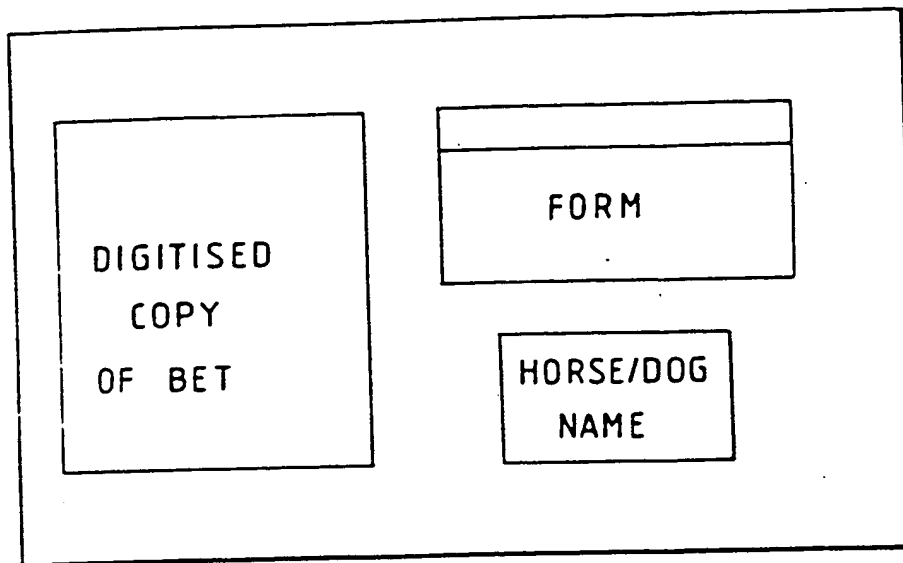 DIGITISED
COPY
OF BET
FORM
HORSE/DOG
NAME